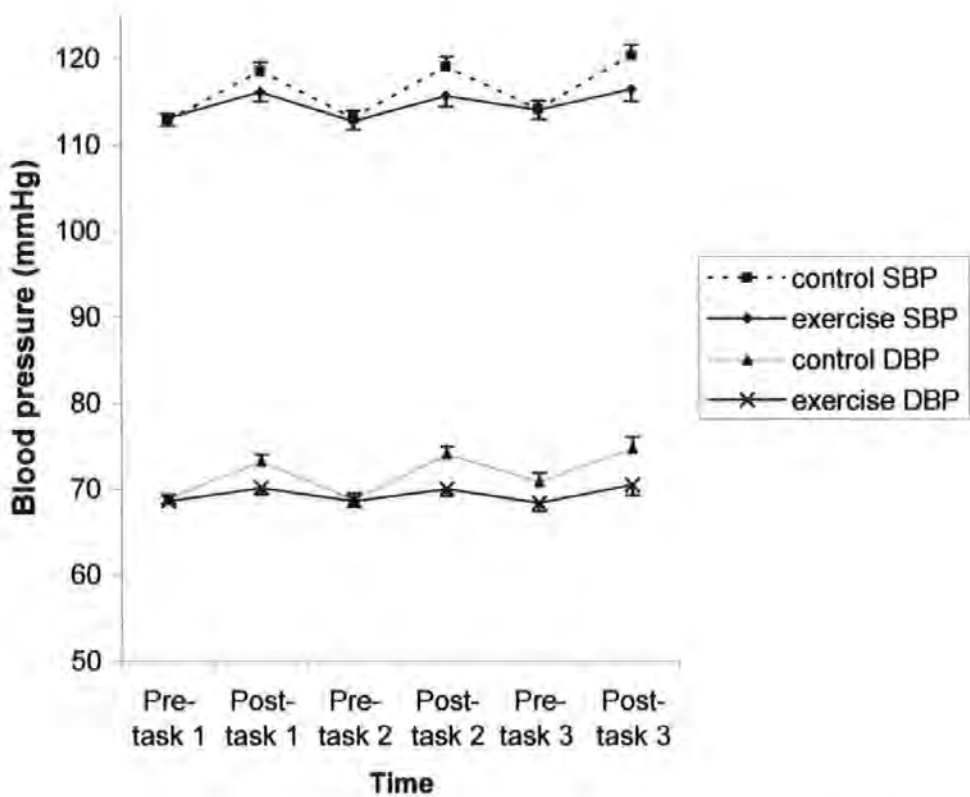 120
110
100
90
80
70
60
50
Blood pressure (mmHg)
control SBP
exercise SBP
control DBP
exercise DBP
Pre- Post- Pre- Post- Pre- Post-
task 1 task 1 task 2 task 2 task 3 task 3
Time